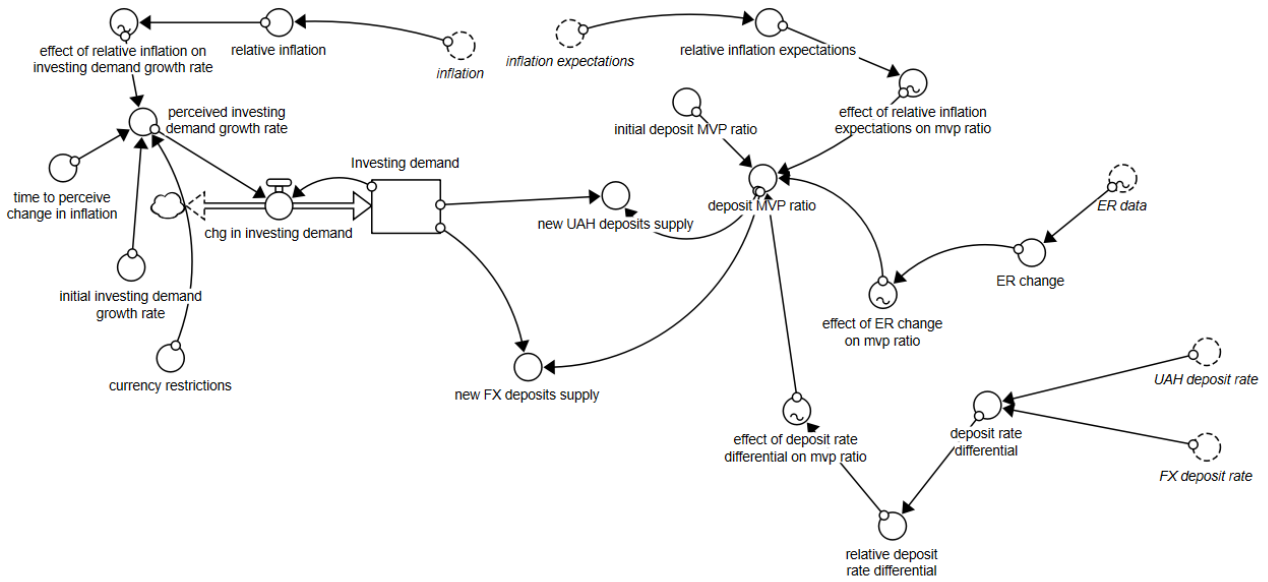 effect of relative inflation on
investing demand growth rate
relative inflation
inflation
inflation expectations
relative inflation expectations
effect of relative inflation
expectations on mvp ratio
initial deposit MVP ratio
perceived investing
demand growth rate
time to perceive
change in inflation
Investing demand
chg in investing demand
new UAH deposits supply
deposit MVP ratio
ER data
ER change
initial investing demand
growth rate
effect of ER change
on mvp ratio
currency restrictions
new FX deposits supply
UAH deposit rate
effect of deposit rate
differential on mvp ratio
deposit rate
differential
FX deposit rate
relative deposit
rate differential